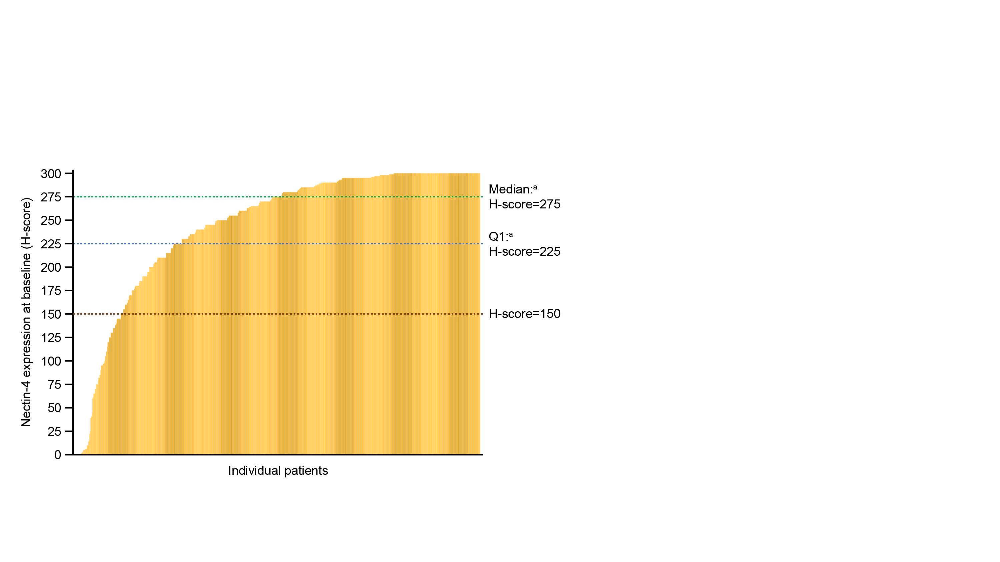 Nectin-4 expression at baseline (H-score)
300
275
250
225
200
175
150
125
100
75
50
25
0
Individual patients
Median:ᵃ
H-score=275
Q1:ᵃ
H-score=225
H-score=150